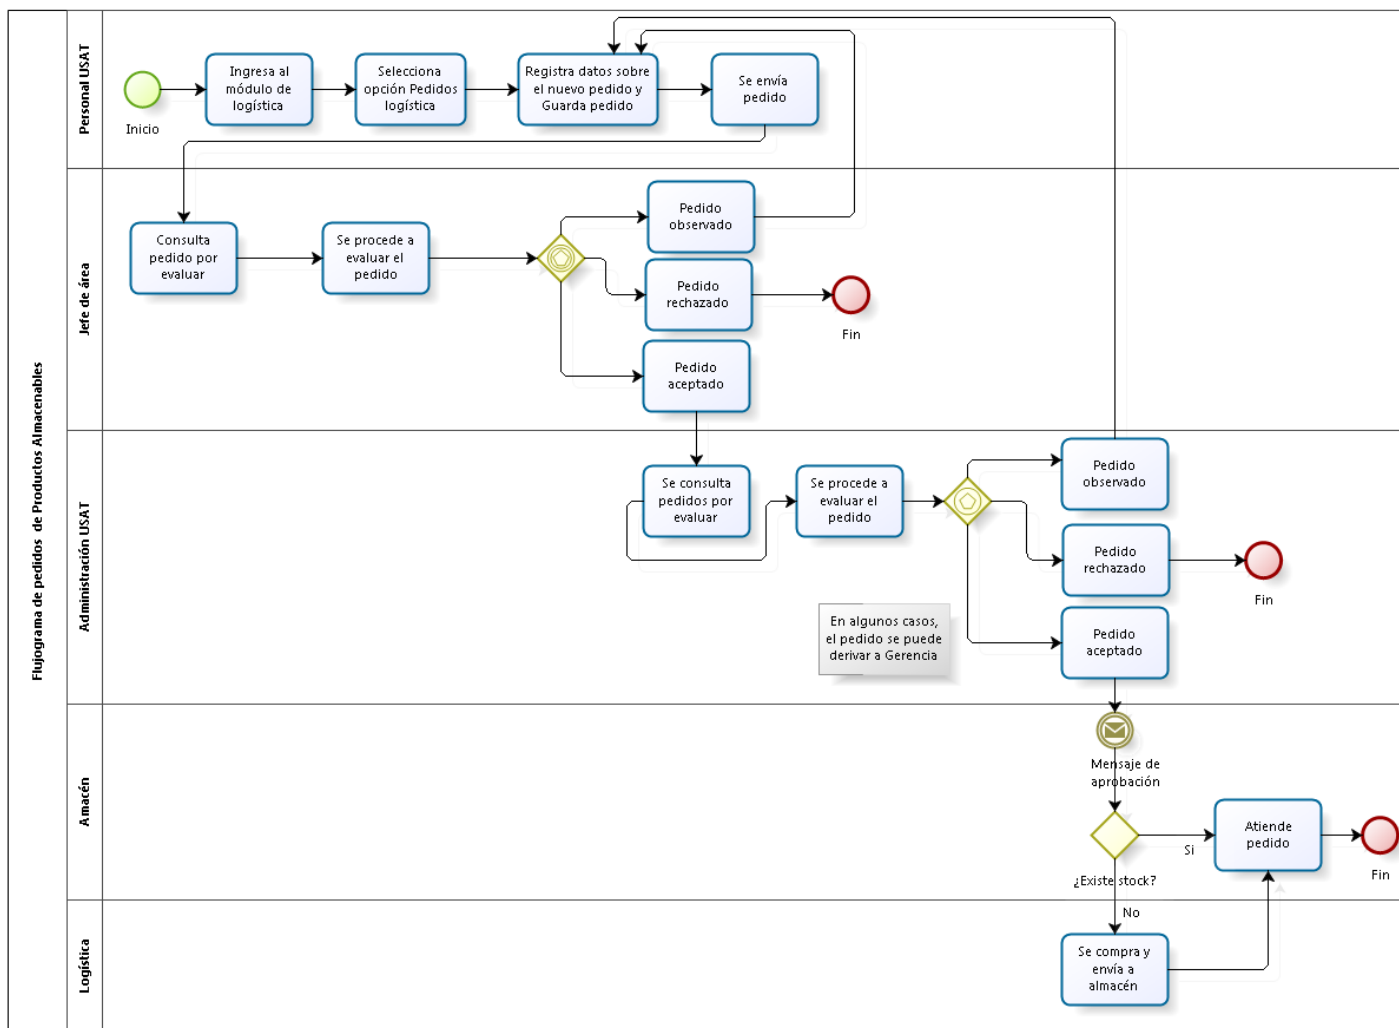 Flujograma de pedidos de Productos Almacenables
Personal USAT
Inicio
Ingresa al
módulo de
logística
Selecciona
opción Pedidos
logística
Registra datos sobre
el nuevo pedido y
Guarda pedido
Se envía
pedido
Jefe de área
Consulta
pedido por
evaluar
Se procede a
evaluar el
pedido
Pedido
observado
Pedido
rechazado
Fin
Pedido
aceptado
Administración USAT
Se consulta
pedidos por
evaluar
Se procede a
evaluar el
pedido
Pedido
observado
Pedido
rechazado
Fin
Pedido
aceptado
En algunos casos,
el pedido se puede
derivar a Gerencia
Amacén
Mensaje de
aprobación
¿Existe stock?
Si
Atiende
pedido
Fin
No
Logística
Se compra y
envía a
almacén